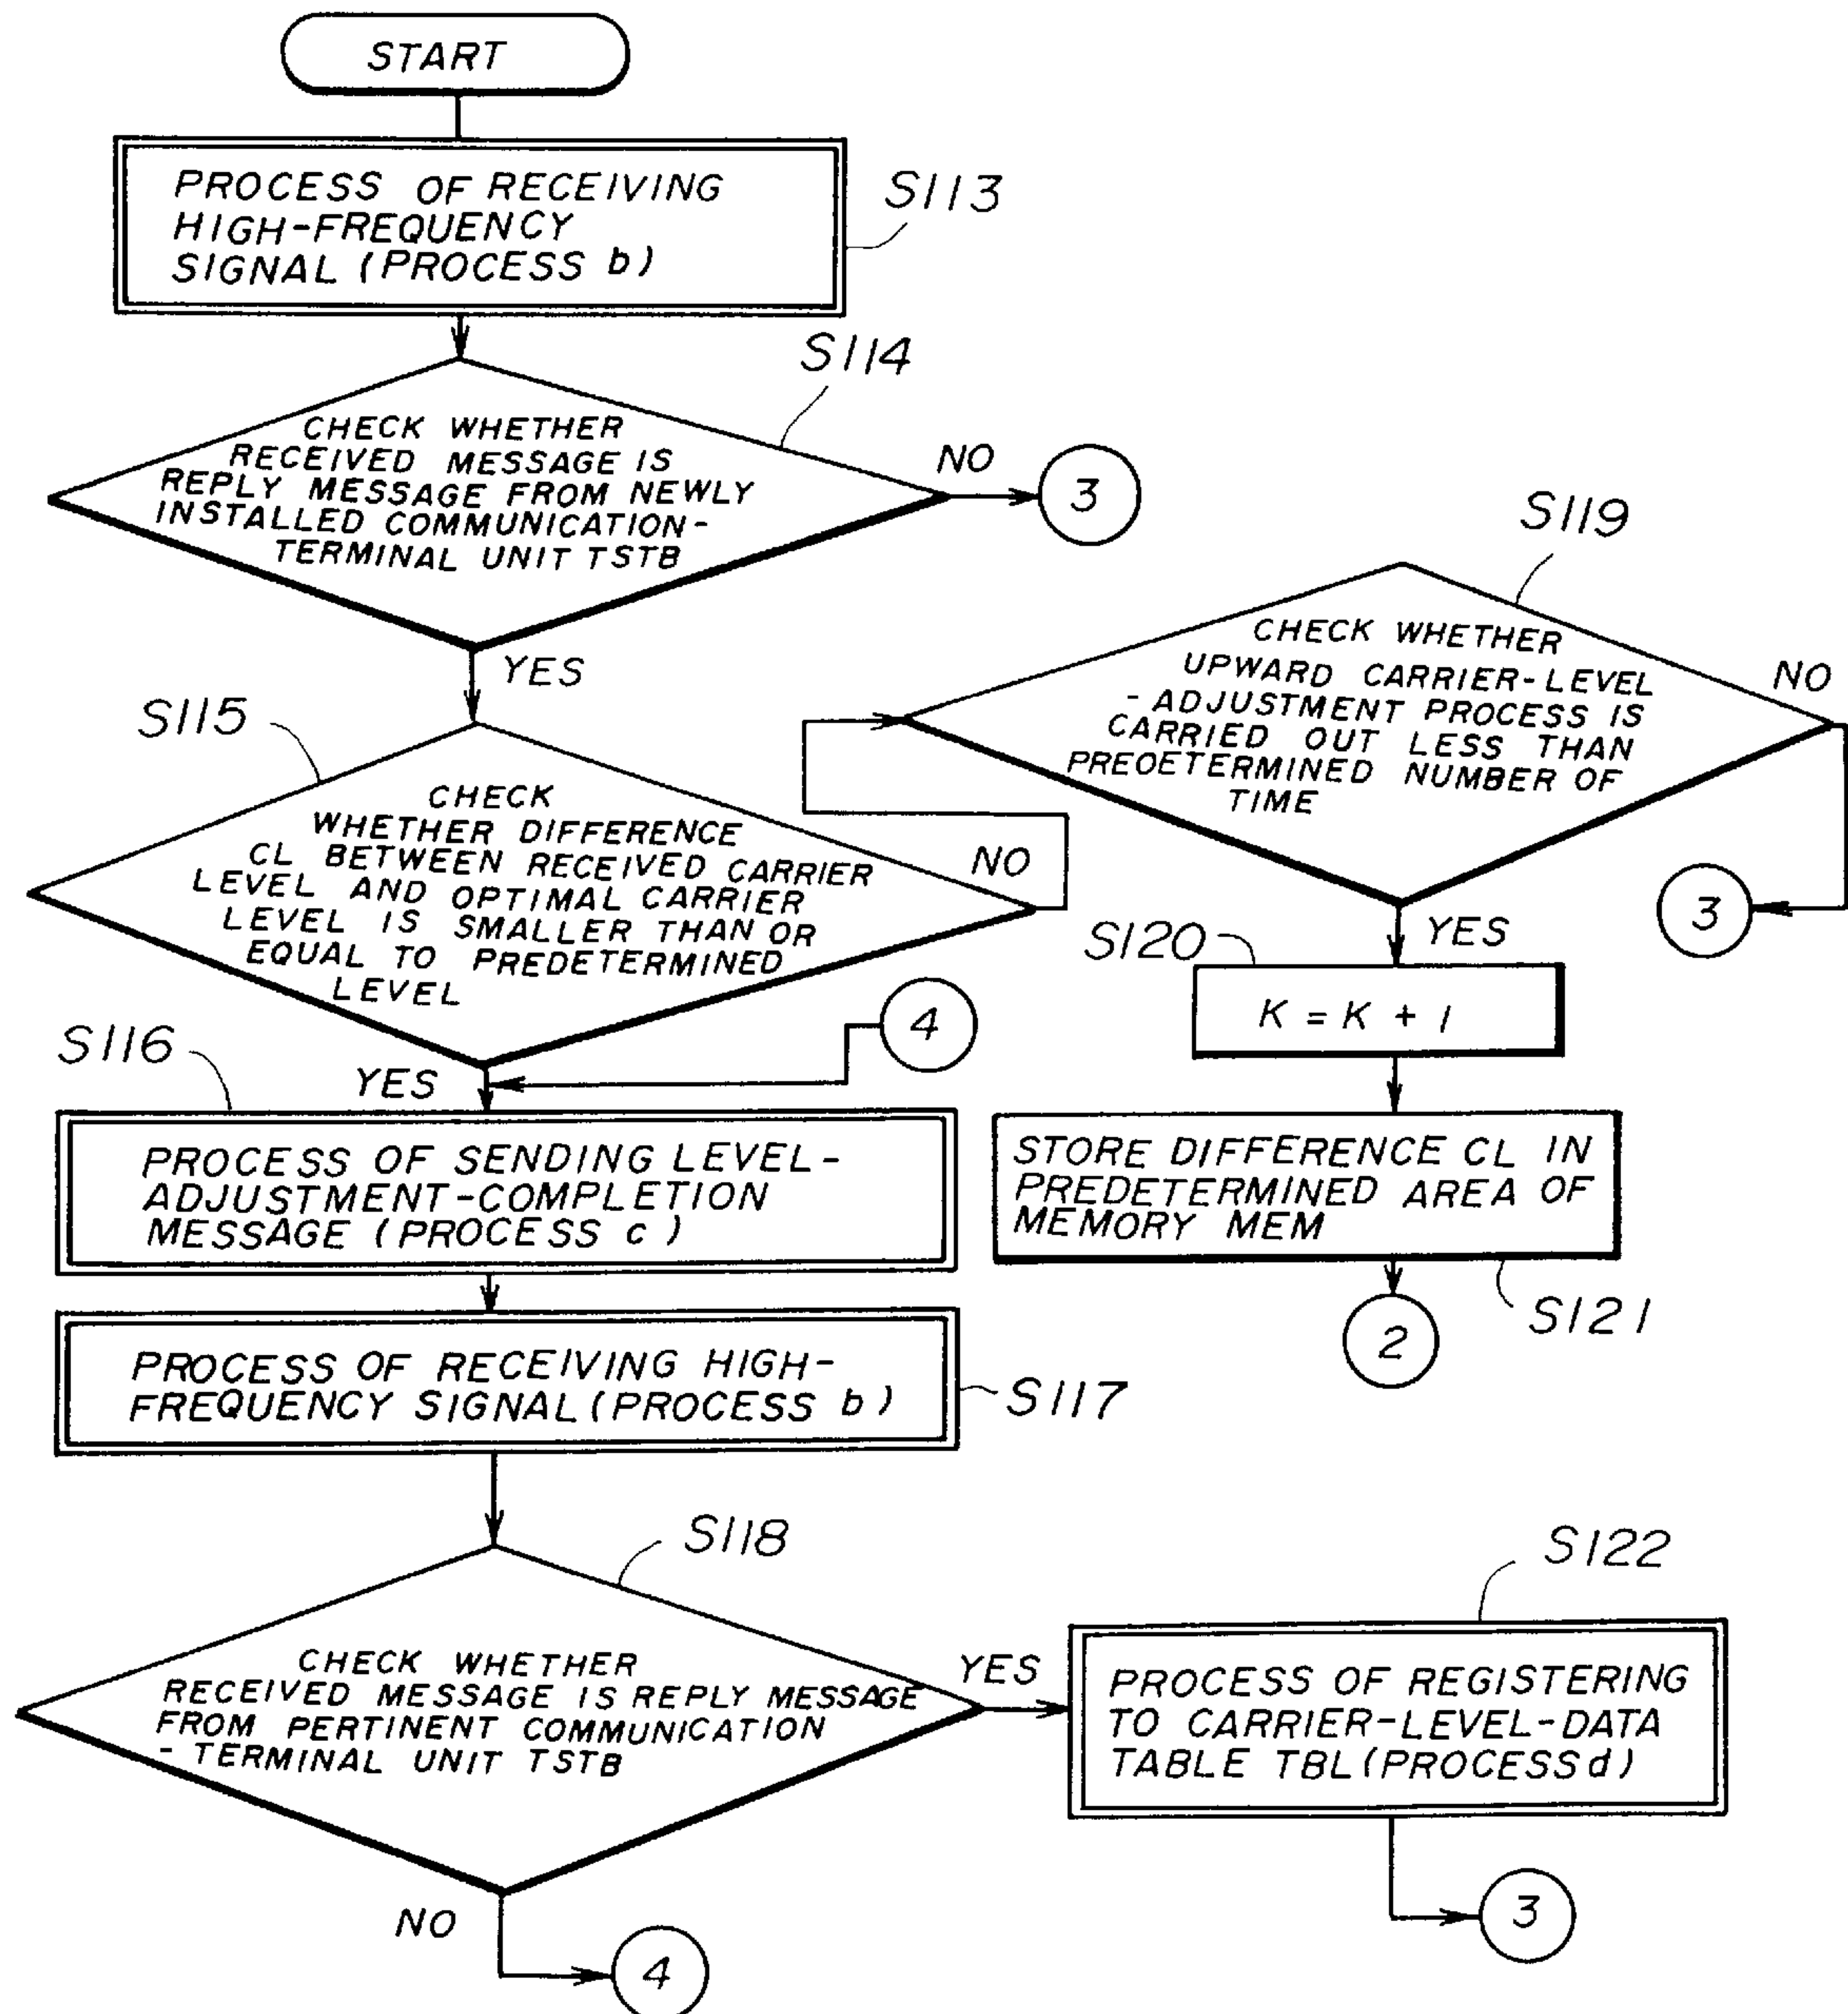 START
PROCESS OF RECEIVING
HIGH-FREQUENCY
SIGNAL (PROCESS b)
S113
S114
CHECK WHETHER
RECEIVED MESSAGE IS
REPLY MESSAGE FROM NEWLY
INSTALLED COMMUNICATION-
TERMINAL UNIT TSTB
NO
3
YES
S115
CHECK
WHETHER DIFFERENCE
CL BETWEEN RECEIVED CARRIER
LEVEL AND OPTIMAL CARRIER
LEVEL IS SMALLER THAN OR
EQUAL TO PREDETERMINED
LEVEL
NO
YES
4
S116
PROCESS OF SENDING LEVEL-
ADJUSTMENT-COMPLETION
MESSAGE (PROCESS c)
PROCESS OF RECEIVING HIGH-
FREQUENCY SIGNAL (PROCESS b)
S117
S118
CHECK WHETHER
RECEIVED MESSAGE IS REPLY MESSAGE
FROM PERTINENT COMMUNICATION
- TERMINAL UNIT TSTB
YES
NO
4
S119
CHECK WHETHER
UPWARD CARRIER-LEVEL
- ADJUSTMENT PROCESS IS
CARRIED OUT LESS THAN
PREOETERMINED NUMBER OF
TIME
NO
3
YES
S120
K = K + 1
STORE DIFFERENCE CL IN
PREDETERMINED AREA OF
MEMORY MEM
S121
2
S122
PROCESS OF REGISTERING
TO CARRIER-LEVEL-DATA
TABLE TBL (PROCESS d)
3